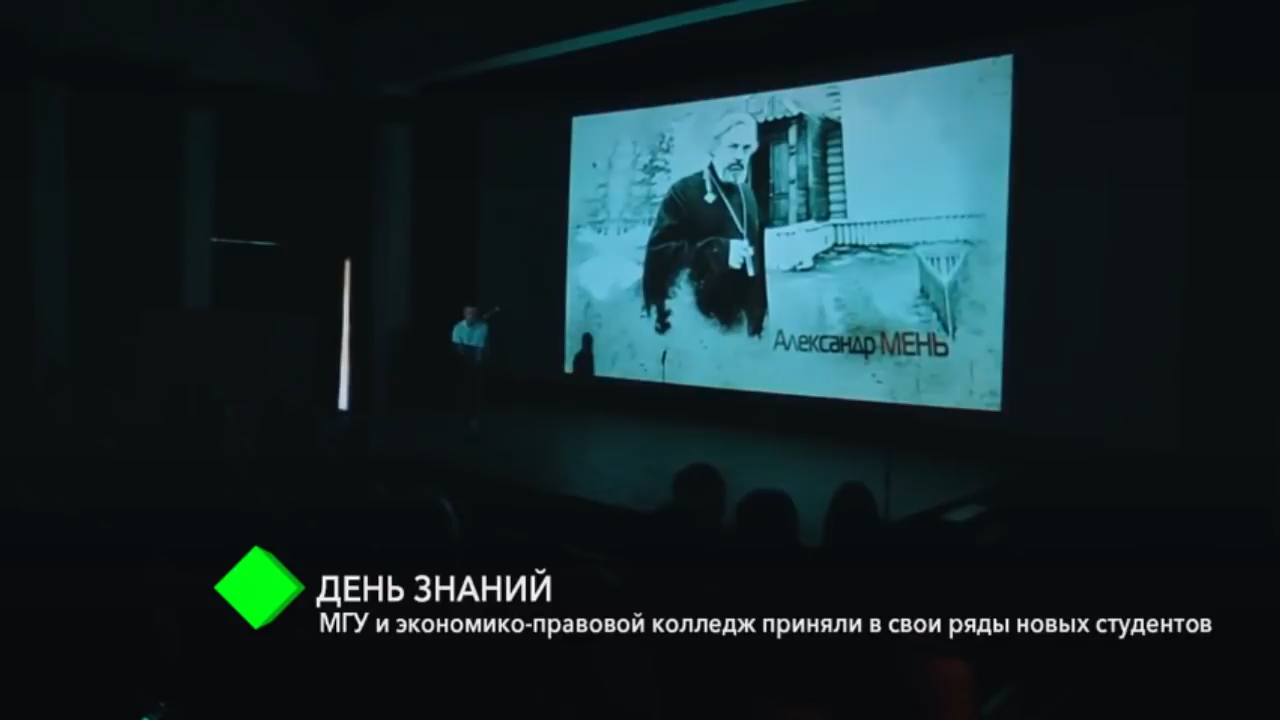 Александр МЕНЬ
ДЕНЬ ЗНАНИЙ
МГУ и экономико-правовой колледж приняли в свои ряды новых студентов